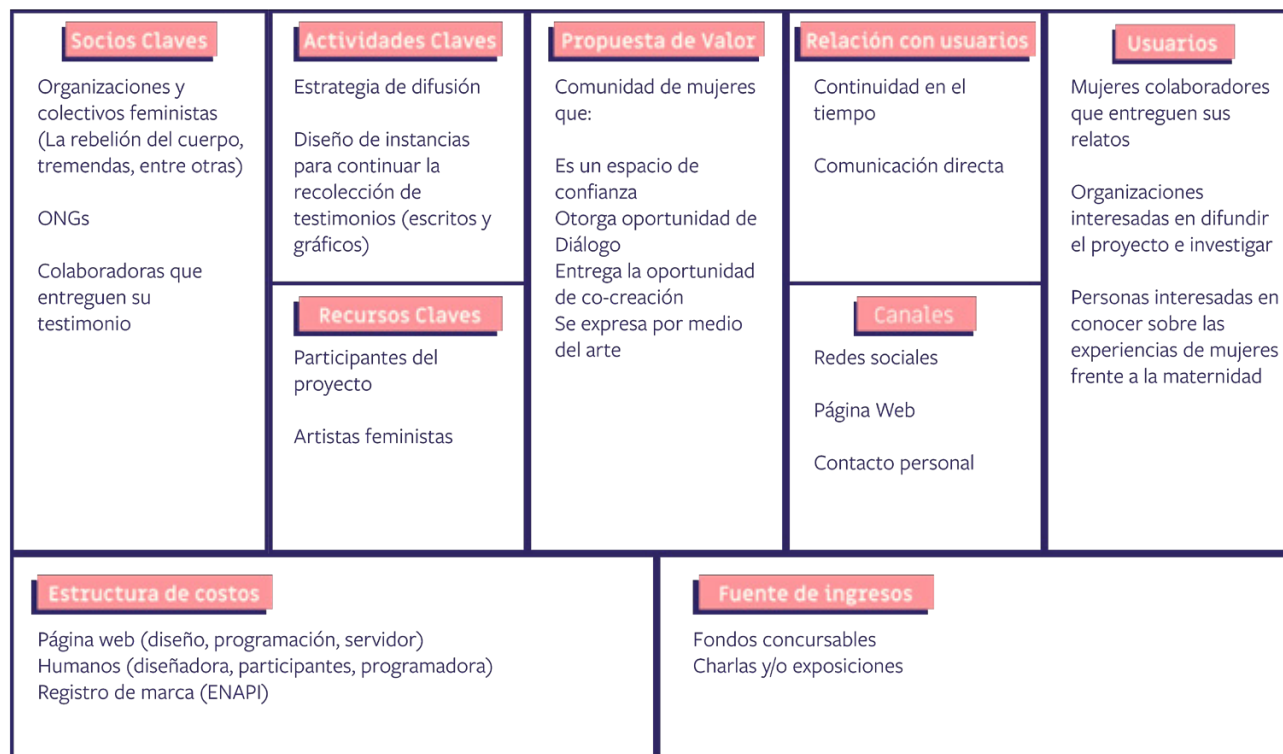 Socios Claves
Organizaciones y
colectivos feministas
(La rebelión del cuerpo,
tremendas, entre otras)
ONGs
Colaboradoras que
entreguen su
testimonio
Actividades Claves
Estrategia de difusión
Diseño de instancias
para continuar la
recolección de
testimonios (escritos y
gráficos)
Recursos Claves
Participantes del
proyecto
Artistas feministas
Propuesta de Valor
Comunidad de mujeres
que:
Es un espacio de
confianza
Otorga oportunidad de
Diálogo
Entrega la oportunidad
de co-creación
Se expresa por medio
del arte
Relación con usuarios
Continuidad en el
tiempo
Comunicación directa
Canales
Redes sociales
Página Web
Contacto personal
Usuarios
Mujeres colaboradores
que entreguen sus
relatos
Organizaciones
interesadas en difundir
el proyecto e investigar
Personas interesadas en
conocer sobre las
experiencias de mujeres
frente a la maternidad
Estructura de costos
Página web (diseño, programación, servidor)
Humanos (diseñadora, participantes, programadora)
Registro de marca (ENAPI)
Fuente de ingresos
Fondos concursables
Charlas y/o exposiciones